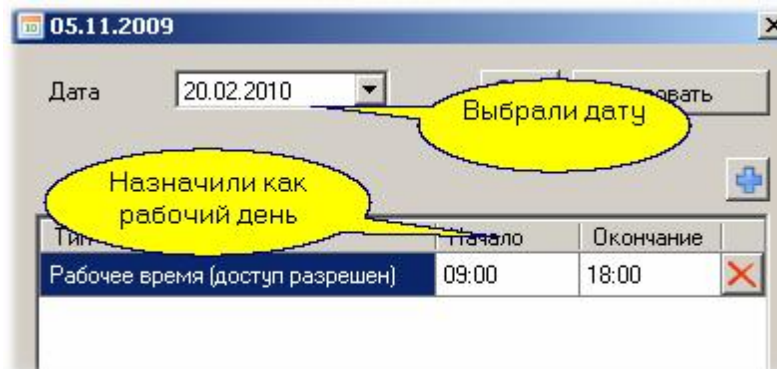 05.11.2009
Дата 20.02.2010
Выбрали дату
Назначили как
рабочий день
Начало Окончание
Рабочее время (доступ разрешен) 09:00 18:00